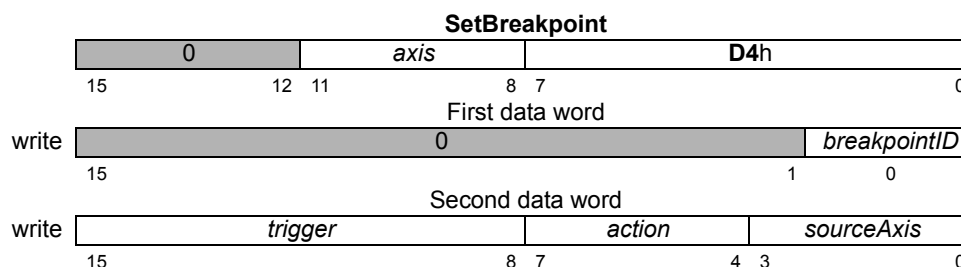 SetBreakpoint
0 axis D4h
15 12 11 8 7 0
First data word
write 0 breakpointID
15 1 0
Second data word
write trigger action sourceAxis
15 8 7 4 3 0